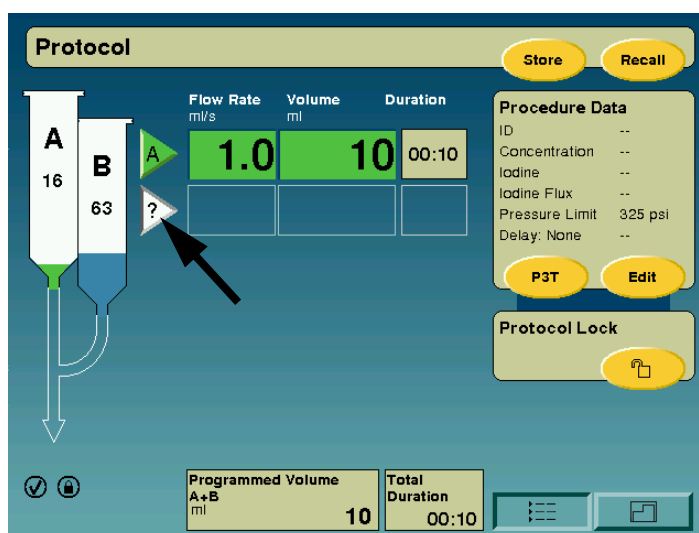 Protocol
Store
Recall
Flow Rate
ml/s
Volume
ml
Duration
A
16
B
63
A
1.0
10
00:10
?
Procedure Data
ID --
Concentration --
Iodine --
Iodine Flux --
Pressure Limit 325 psi
Delay: None --
P3T
Edit
Protocol Lock
Programmed Volume
A+B
ml
10
Total
Duration
00:10